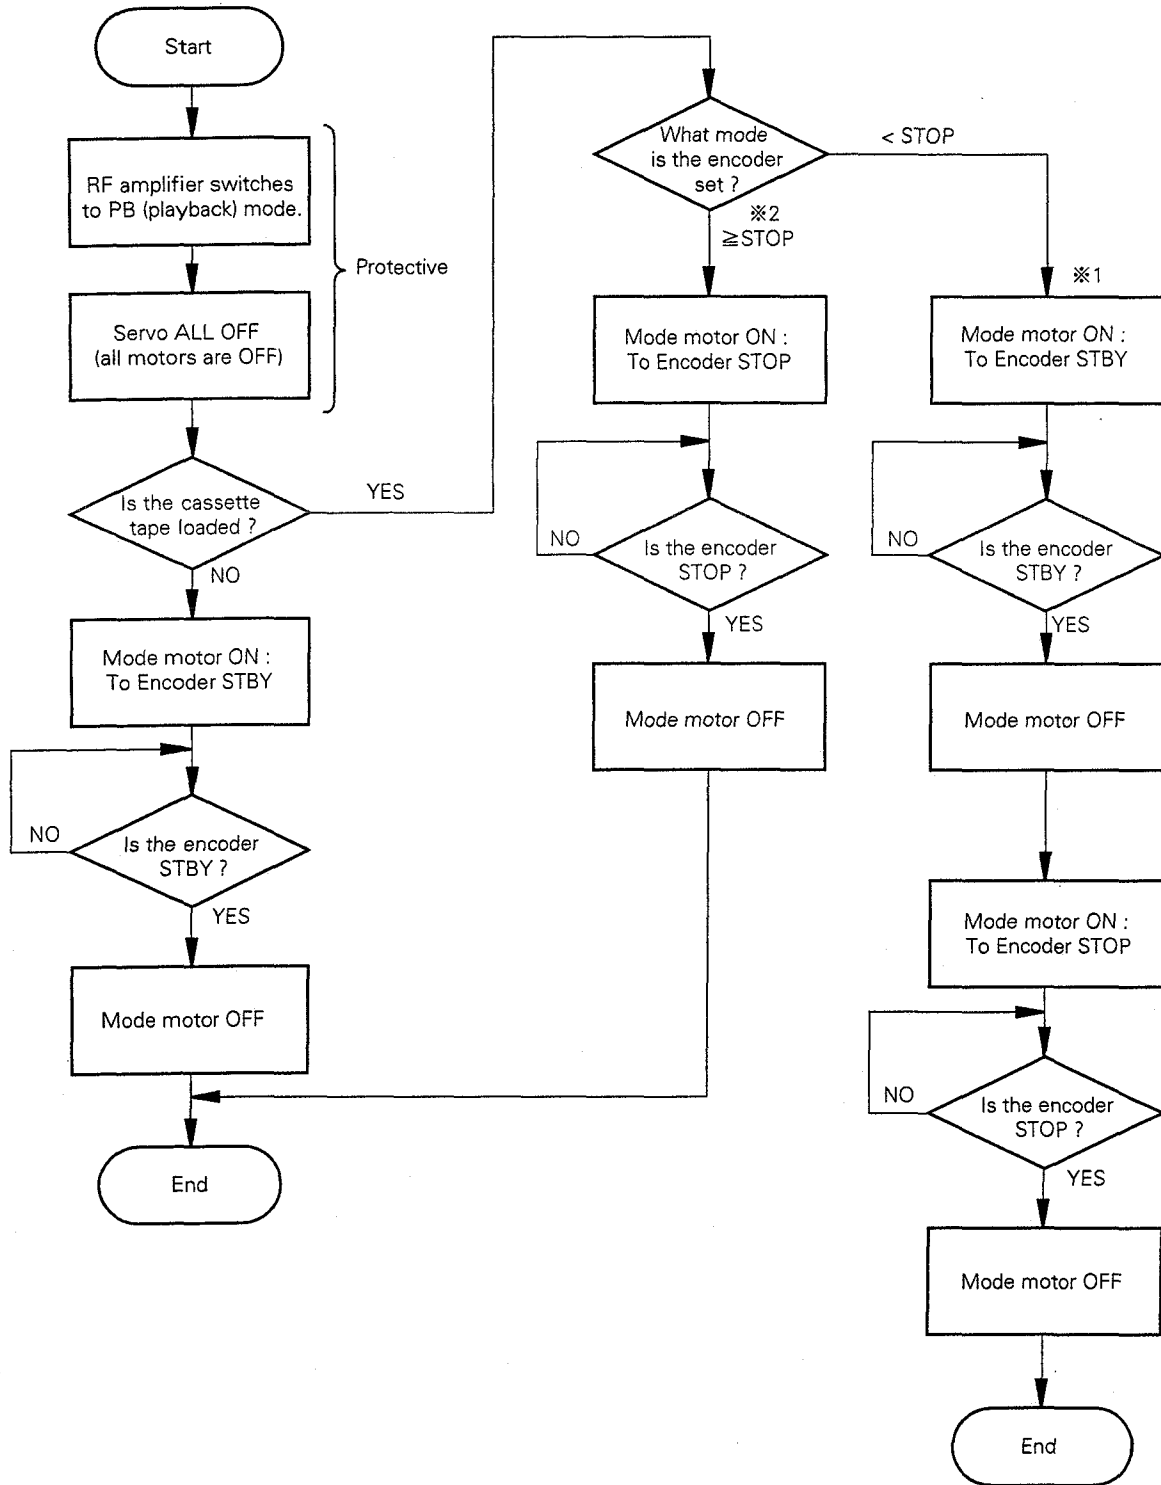 Start
RF amplifier switches
to PB (playback) mode.
Servo ALL OFF
(all motors are OFF)
Protective
Is the cassette
tape loaded ?
YES
NO
Mode motor ON :
To Encoder STBY
NO
Is the encoder
STBY ?
YES
Mode motor OFF
End
What mode
is the encoder
set ?
< STOP
※2
≧STOP
Mode motor ON :
To Encoder STOP
NO
Is the encoder
STOP ?
YES
Mode motor OFF
※1
Mode motor ON :
To Encoder STBY
NO
Is the encoder
STBY ?
YES
Mode motor OFF
Mode motor ON :
To Encoder STOP
NO
Is the encoder
STOP ?
YES
Mode motor OFF
End